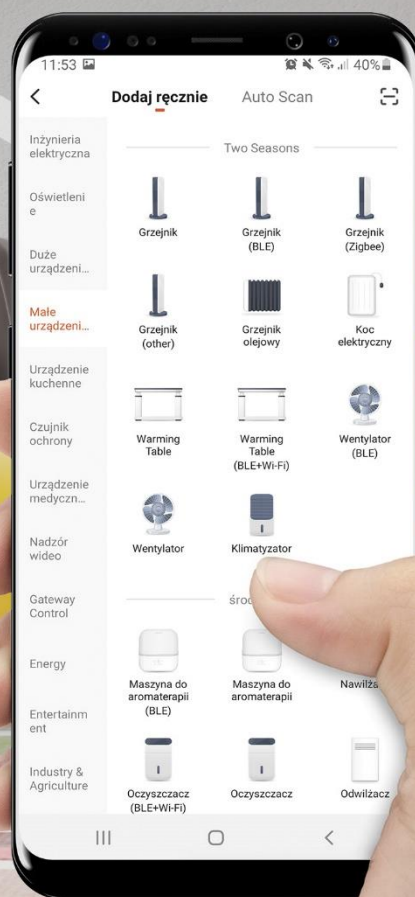 11:53
40%
Dodaj ręcznie
Auto Scan
Inżynieria
elektryczna
Oświetleni
e
Duże
urządzeni...
Małe
urządzeni...
Urządzenie
kuchenne
Czujnik
ochrony
Urządzenie
medyczn...
Nadzór
wideo
Gateway
Control
Energy
Entertainm
ent
Industry &
Agriculture
Two Seasons
Grzejnik
Grzejnik
(BLE)
Grzejnik
(Zigbee)
Grzejnik
(other)
Grzejnik
olejowy
Koc
elektryczny
Warming
Table
Warming
Table
(BLE+Wi-Fi)
Wentylator
(BLE)
Wentylator
Klimatyzator
Maszyna do
aromaterapii
(BLE)
Maszyna do
aromaterapii
Oczyszczacz
(BLE+Wi-Fi)
Oczyszczacz
Odwilżacz